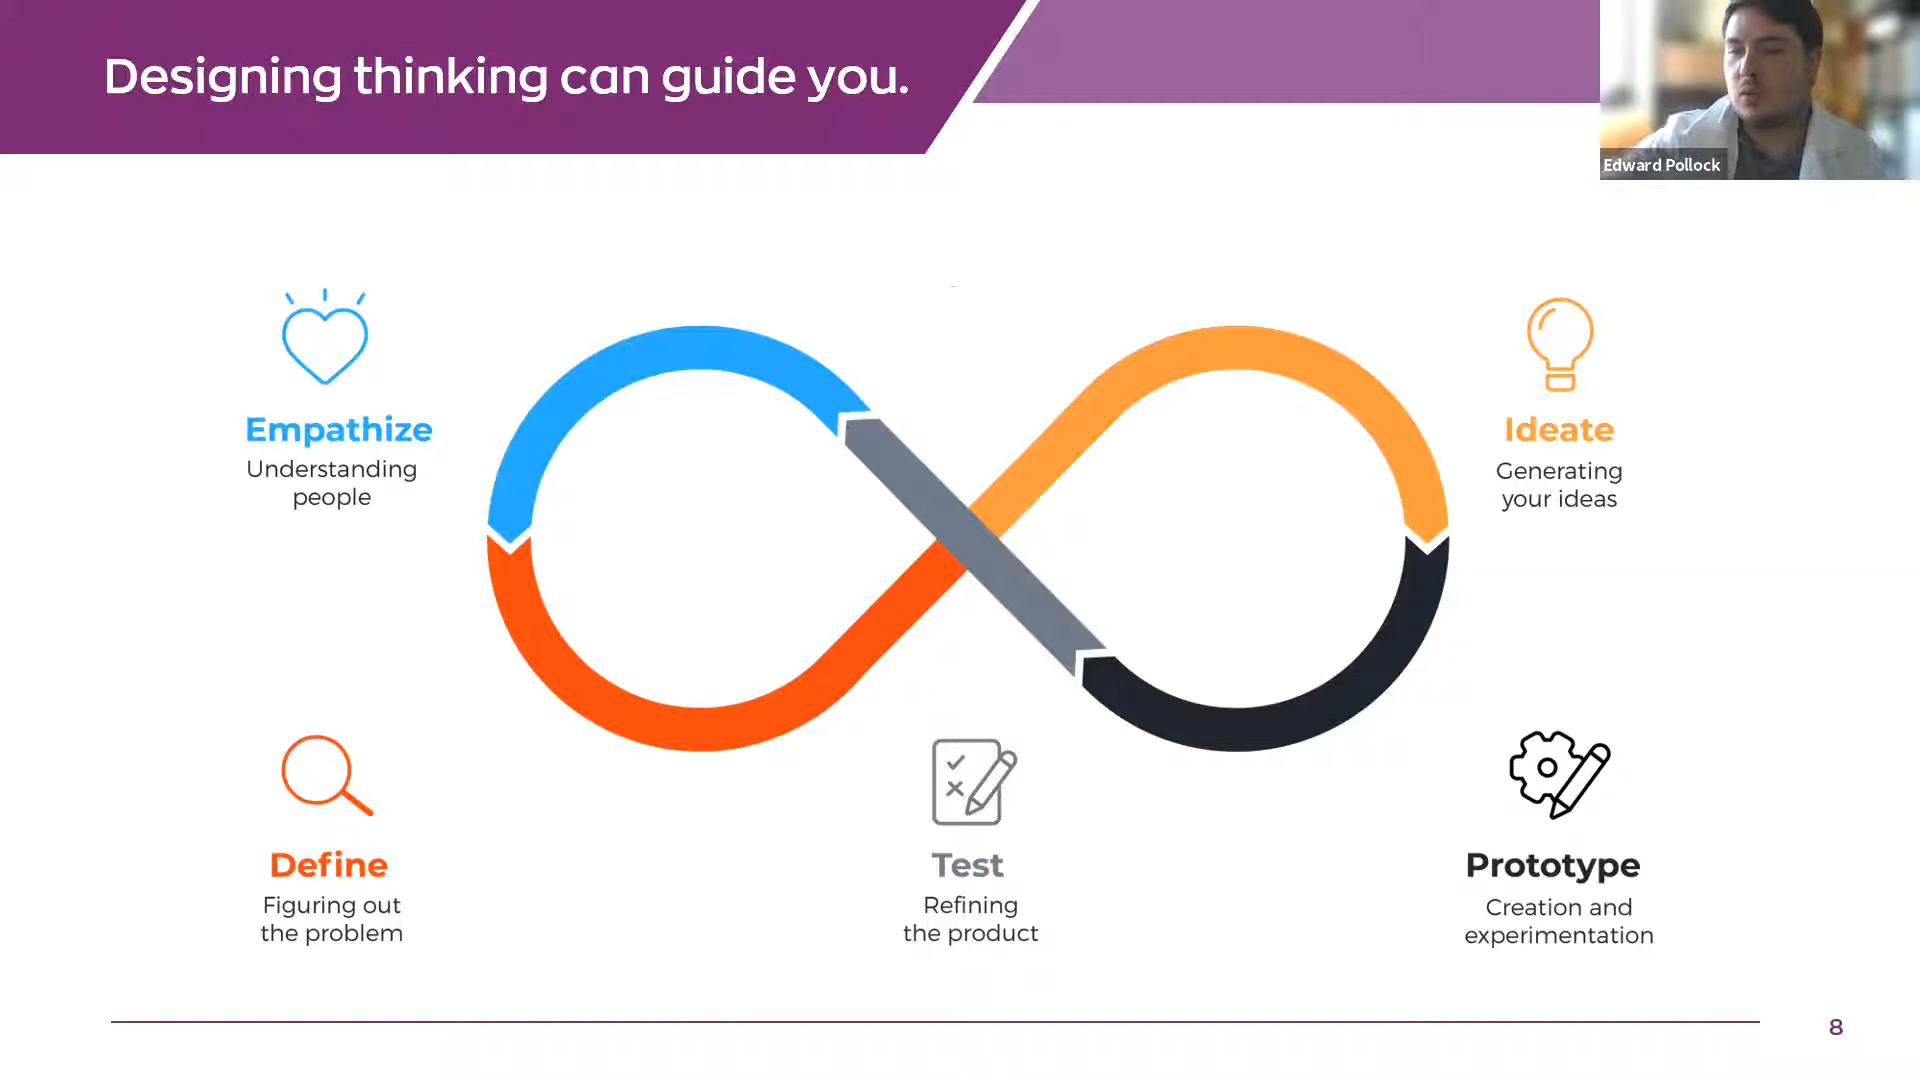 Designing thinking can guide you.
Edward Pollock
Empathize
Understanding
people
Ideate
Generating
your ideas
Define
Figuring out
the problem
Test
Refining
the product
Prototype
Creation and
experimentation
8